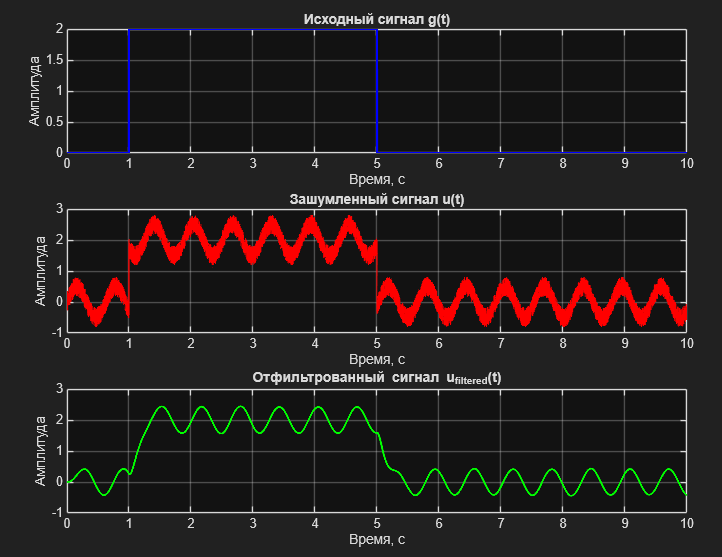 Исходный сигнал g(t)
Амплитуда
2
1.5
1
0.5
0
0 1 2 3 4 5 6 7 8 9 10
Время, с
Зашумленный сигнал u(t)
Амплитуда
3
2
1
0
-1
0 1 2 3 4 5 6 7 8 9 10
Время, с
Отфильтрованный сигнал u_filtered(t)
Амплитуда
3
2
1
0
-1
0 1 2 3 4 5 6 7 8 9 10
Время, с